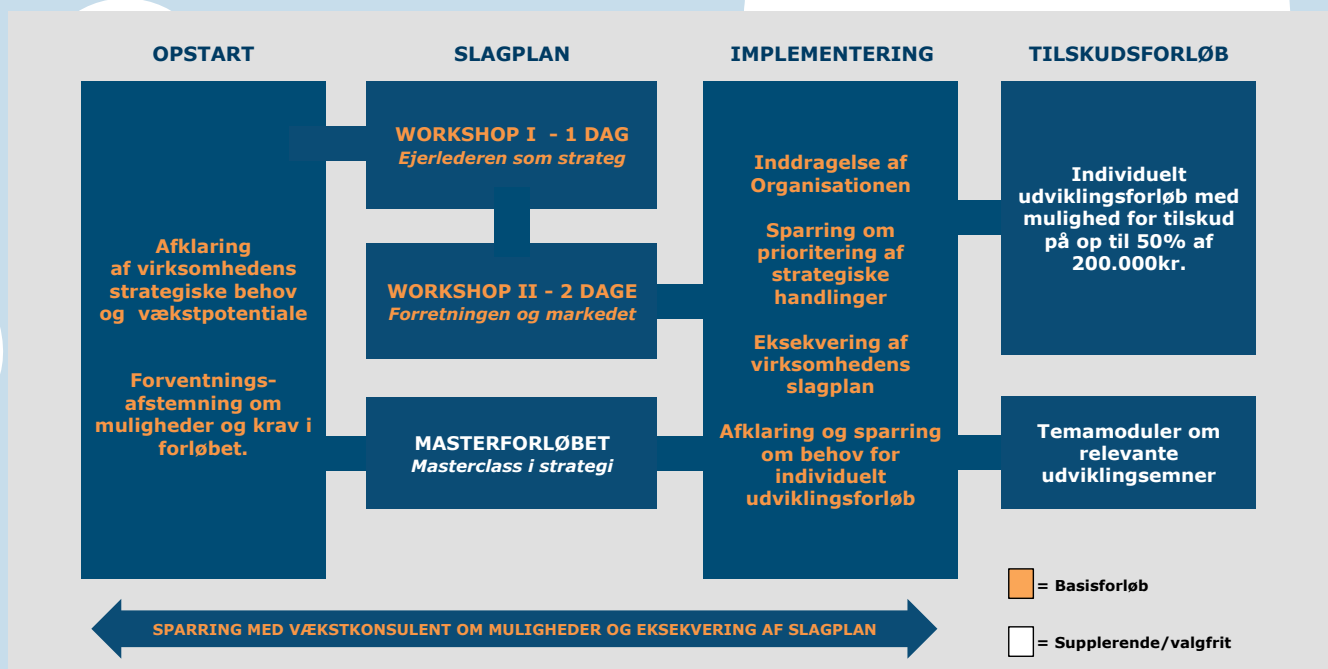 OPSTART
SLAGPLAN
IMPLEMENTERING
TILSKUDSFORLØB
Afklaring
af virksomhedens
strategiske behov
og vækstpotentiale
Forventnings-
afstemning om
muligheder og krav i
forløbet.
WORKSHOP I - 1 DAG
Ejerlederen som strateg
WORKSHOP II - 2 DAGE
Forretningen og markedet
MASTERFORLØBET
Masterclass i strategi
Inddragelse af
Organisationen
Sparring om
prioritering af
strategiske
handlinger
Eksekvering af
virksomhedens
slagplan
Afklaring og sparring
om behov for
individuelt
udviklingsforløb
Individuelt
udviklingsforløb med
mulighed for tilskud
på op til 50% af
200.000kr.
Temamoduler om
relevante
udviklingsemner
SPARRING MED VÆKSTKONSULENT OM MULIGHEDER OG EKSEKVERING AF SLAGPLAN
= Basisforløb
= Supplerende/valgfrit